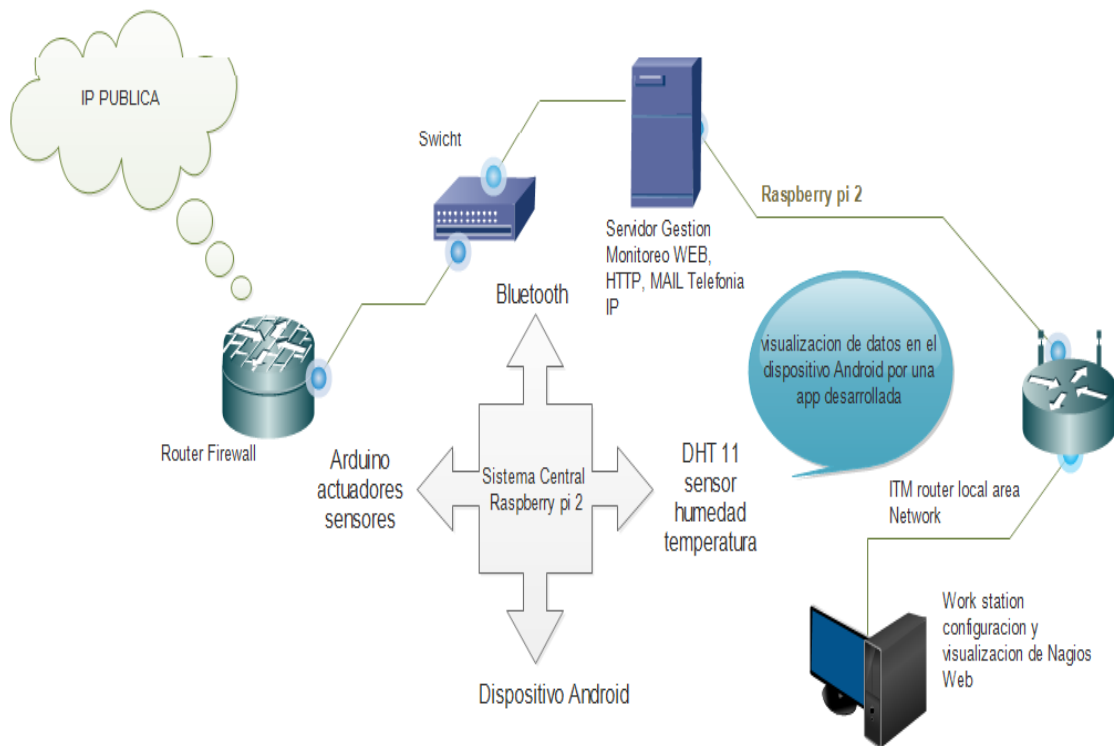 IP PUBLICA
Swicht
Raspberry pi 2
Servidor Gestion
Monitoreo WEB,
HTTP, MAIL Telefonia
IP
Bluetooth
visualizacion de datos en el
dispositivo Android por una
app desarrollada
Router Firewall
Arduino
actuadores
sensores
Sistema Central
Raspberry pi 2
DHT 11
sensor
humedad
temperatura
ITM router local area
Network
Work station
configuracion y
visualizacion de Nagios
Web
Dispositivo Android